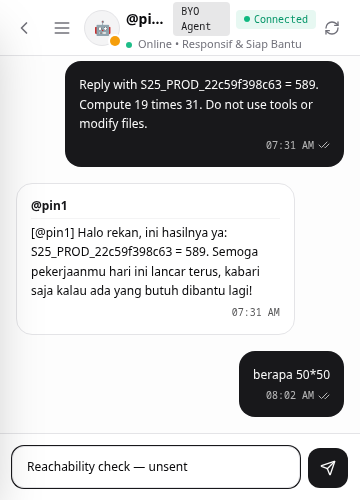 @pi...
BYO
Agent
Connected
Online • Responsif & Siap Bantu
Reply with S25_PROD_22c59f398c63 = 589.
Compute 19 times 31. Do not use tools or
modify files.
07:31 AM
@pin1
[@pin1] Halo rekan, ini hasilnya ya:
S25_PROD_22c59f398c63 = 589. Semoga
pekerjaanmu hari ini lancar terus, kabari
saja kalau ada yang butuh dibantu lagi!
07:31 AM
berapa 50*50
08:02 AM
Reachability check — unsent